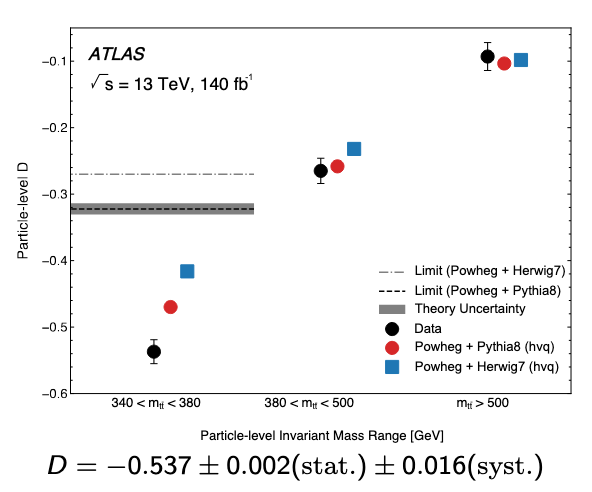 ATLAS
√s = 13 TeV, 140 fb⁻¹
Particle-level D
−0.1
−0.2
−0.3
−0.4
−0.5
−0.6
Limit (Powheg + Herwig7)
Limit (Powheg + Pythia8)
Theory Uncertainty
Data
Powheg + Pythia8 (hvq)
Powheg + Herwig7 (hvq)
340 < m_tt̄ < 380 380 < m_tt̄ < 500 m_tt̄ > 500
Particle-level Invariant Mass Range [GeV]
D = −0.537 ± 0.002(stat.) ± 0.016(syst.)